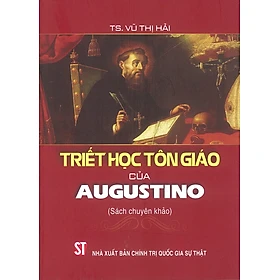 TS. VŨ THỊ HẢI
TRIẾT HỌC TÔN GIÁO
CỦA
AUGUSTINO
(Sách chuyên khảo)
ST NHÀ XUẤT BẢN CHÍNH TRỊ QUỐC GIA SỰ THẬT